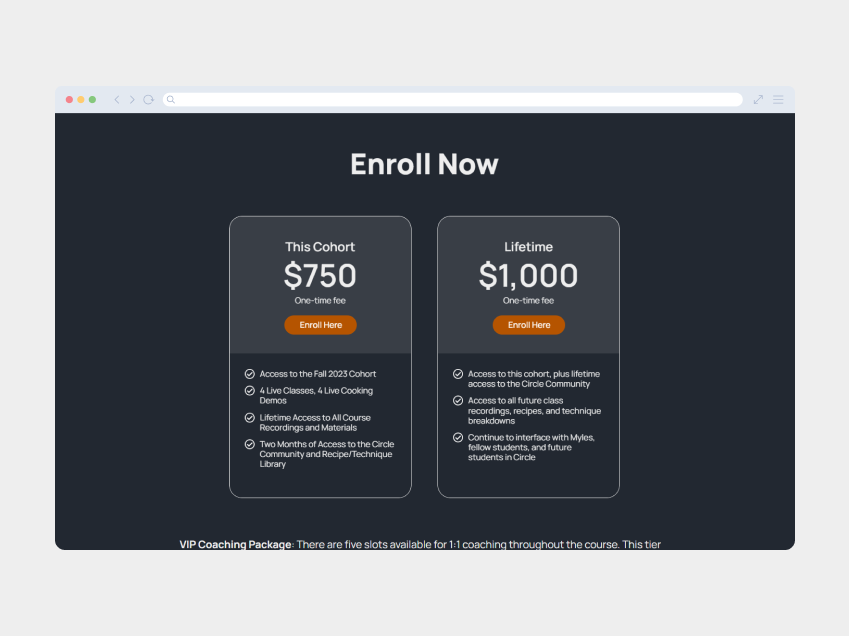 Enroll Now
This Cohort
$750
One-time fee
Enroll Here
Access to the Fall 2023 Cohort
4 Live Classes, 4 Live Cooking
Demos
Lifetime Access to All Course
Recordings and Materials
Two Months of Access to the Circle
Community and Recipe/Technique
Library
Lifetime
$1,000
One-time fee
Enroll Here
Access to this cohort, plus lifetime
access to the Circle Community
Access to all future class
recordings, recipes, and technique
breakdowns
Continue to interface with Myles,
fellow students, and future
students in Circle
VIP Coaching Package: There are five slots available for 1:1 coaching throughout the course. This tier